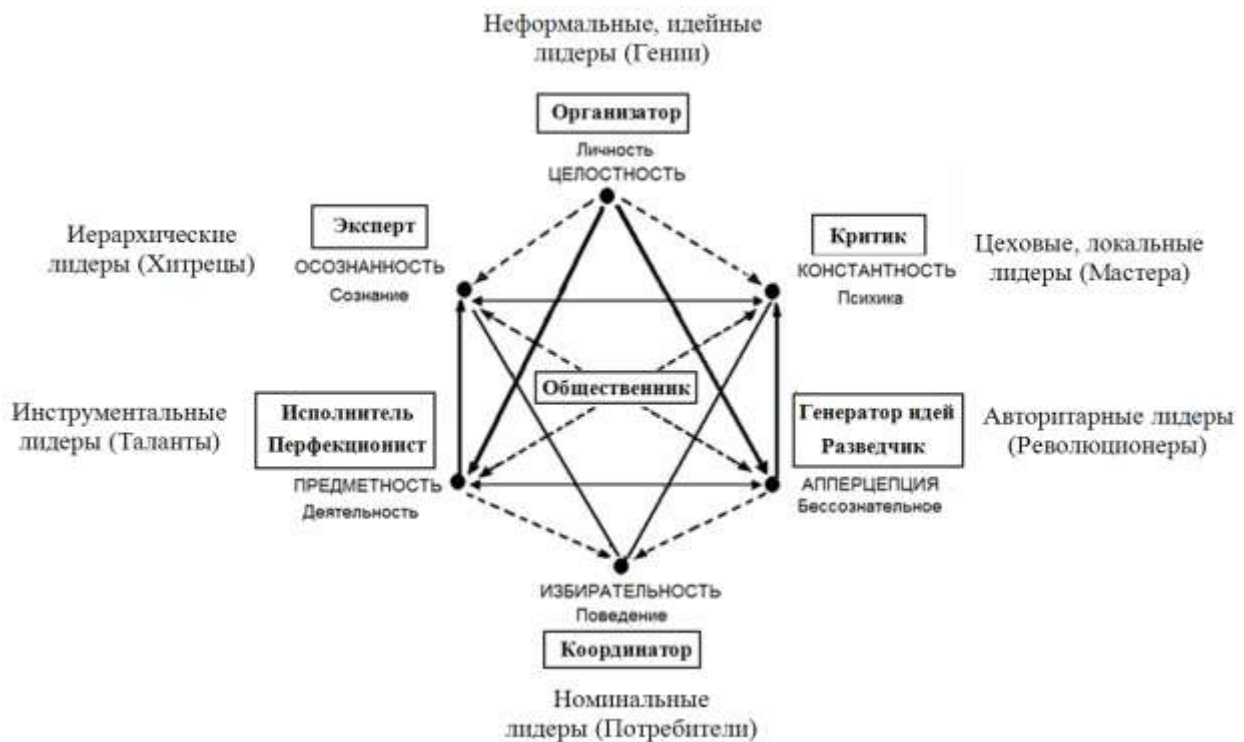 Неформальные, идейные
лидеры (Гении)
Организатор
Личность
ЦЕЛОСТНОСТЬ
Иерархические
лидеры (Хитрецы)
Эксперт
ОСОЗНАННОСТЬ
Сознание
Критик
КОНСТАНТНОСТЬ
Психика
Цеховые, локальные
лидеры (Мастера)
Общественник
Инструментальные
лидеры (Таланты)
Исполнитель
Перфекционист
ПРЕДМЕТНОСТЬ
Деятельность
Генератор идей
Разведчик
АППЕРЦЕПЦИЯ
Бессознательное
Авторитарные лидеры
(Революционеры)
ИЗБИРАТЕЛЬНОСТЬ
Поведение
Координатор
Номинальные
лидеры (Потребители)